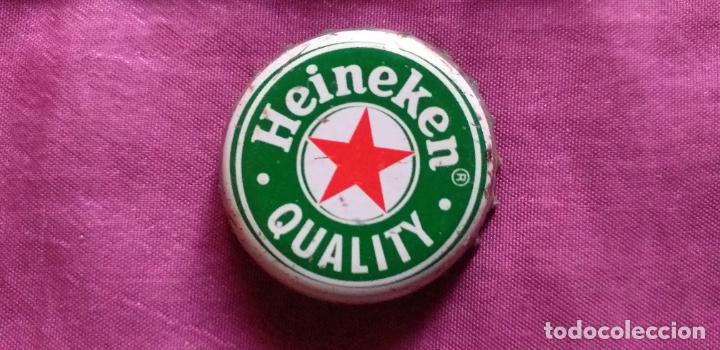 Heineken®
• QUALITY •
todocoleccion